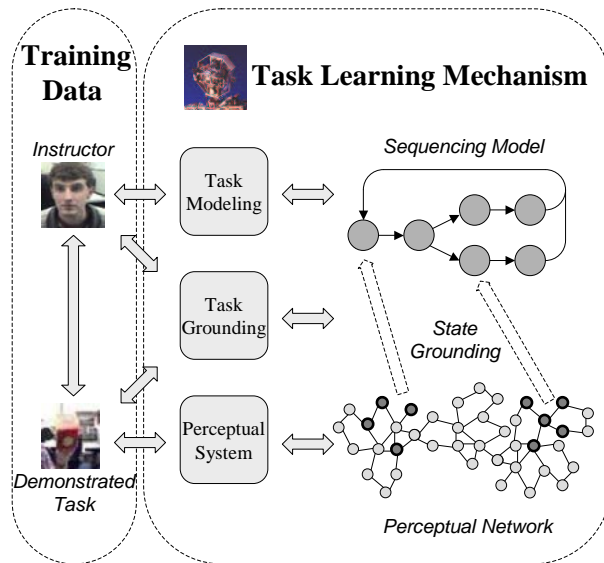 Training
Data
Task Learning Mechanism
Instructor
Task
Modeling
Sequencing Model
Task
Grounding
State
Grounding
Perceptual
System
Demonstrated
Task
Perceptual Network